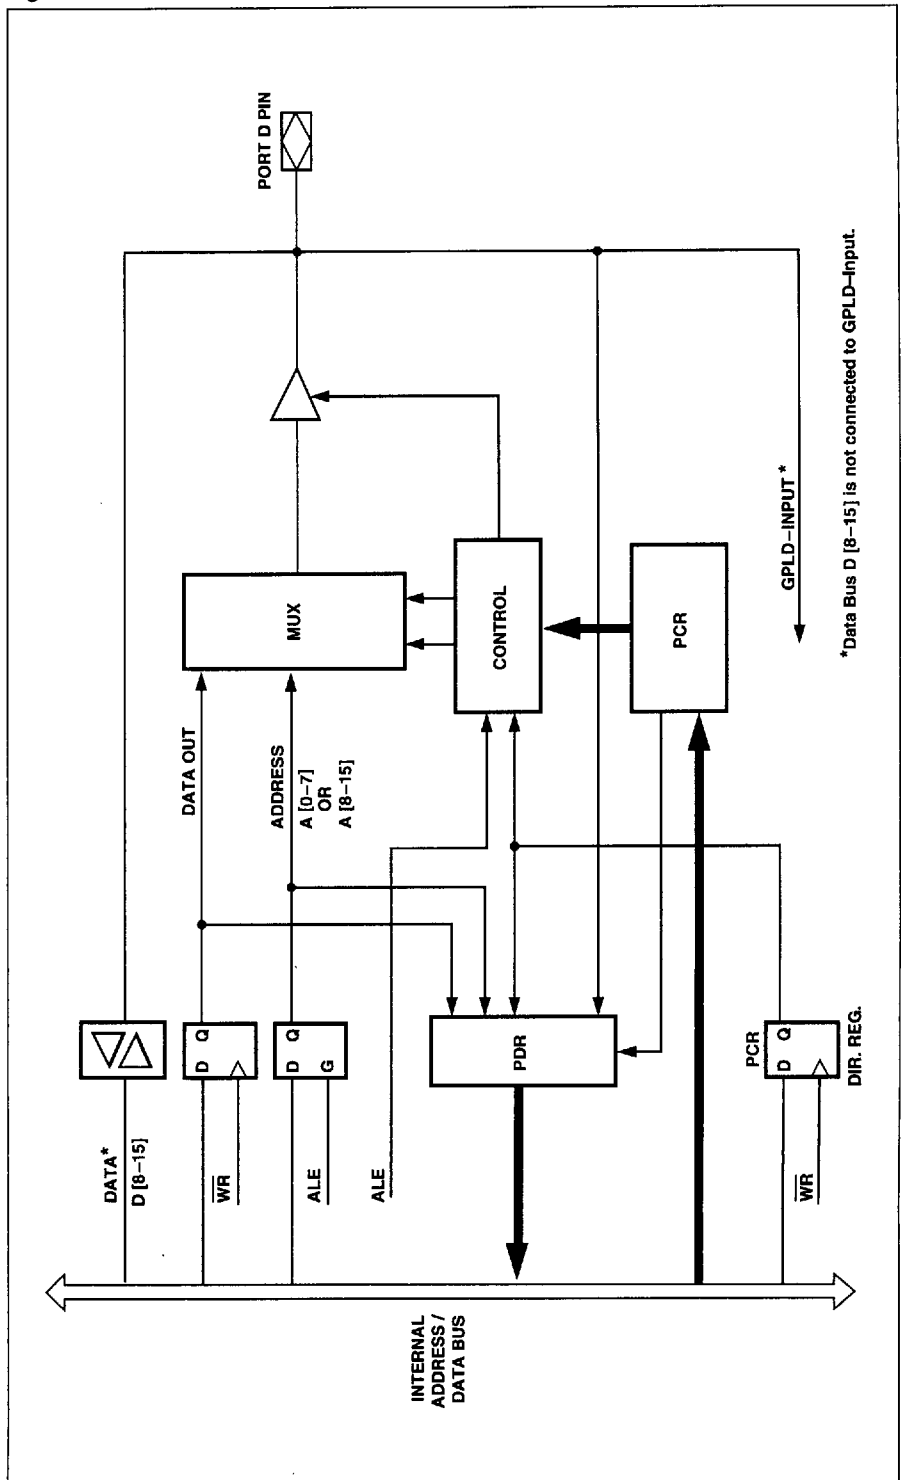 INTERNAL
ADDRESS /
DATA BUS
DATA*
D [8–15]
WR
ALE
ALE
WR
D Q
D Q
G
PDR
PCR
D Q
DIR. REG.
DATA OUT
ADDRESS
A [0–7]
OR
A [8–15]
MUX
CONTROL
PCR
GPLD–INPUT *
PORT D PIN
*Data Bus D [8–15] is not connected to GPLD–Input.